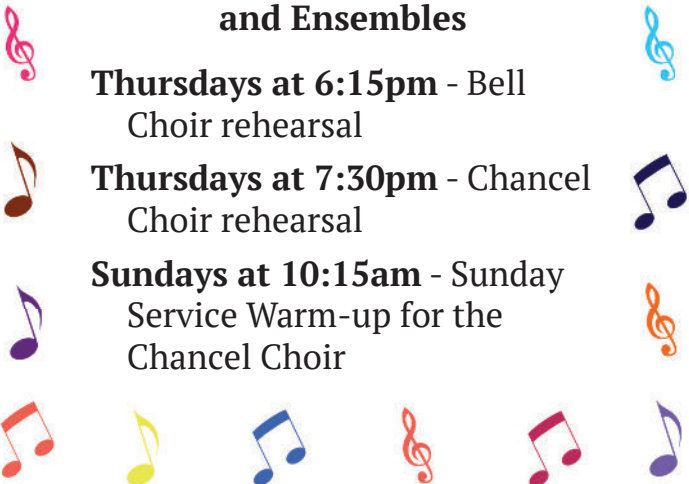 and Ensembles
Thursdays at 6:15pm - Bell
Choir rehearsal
Thursdays at 7:30pm - Chancel
Choir rehearsal
Sundays at 10:15am - Sunday
Service Warm-up for the
Chancel Choir